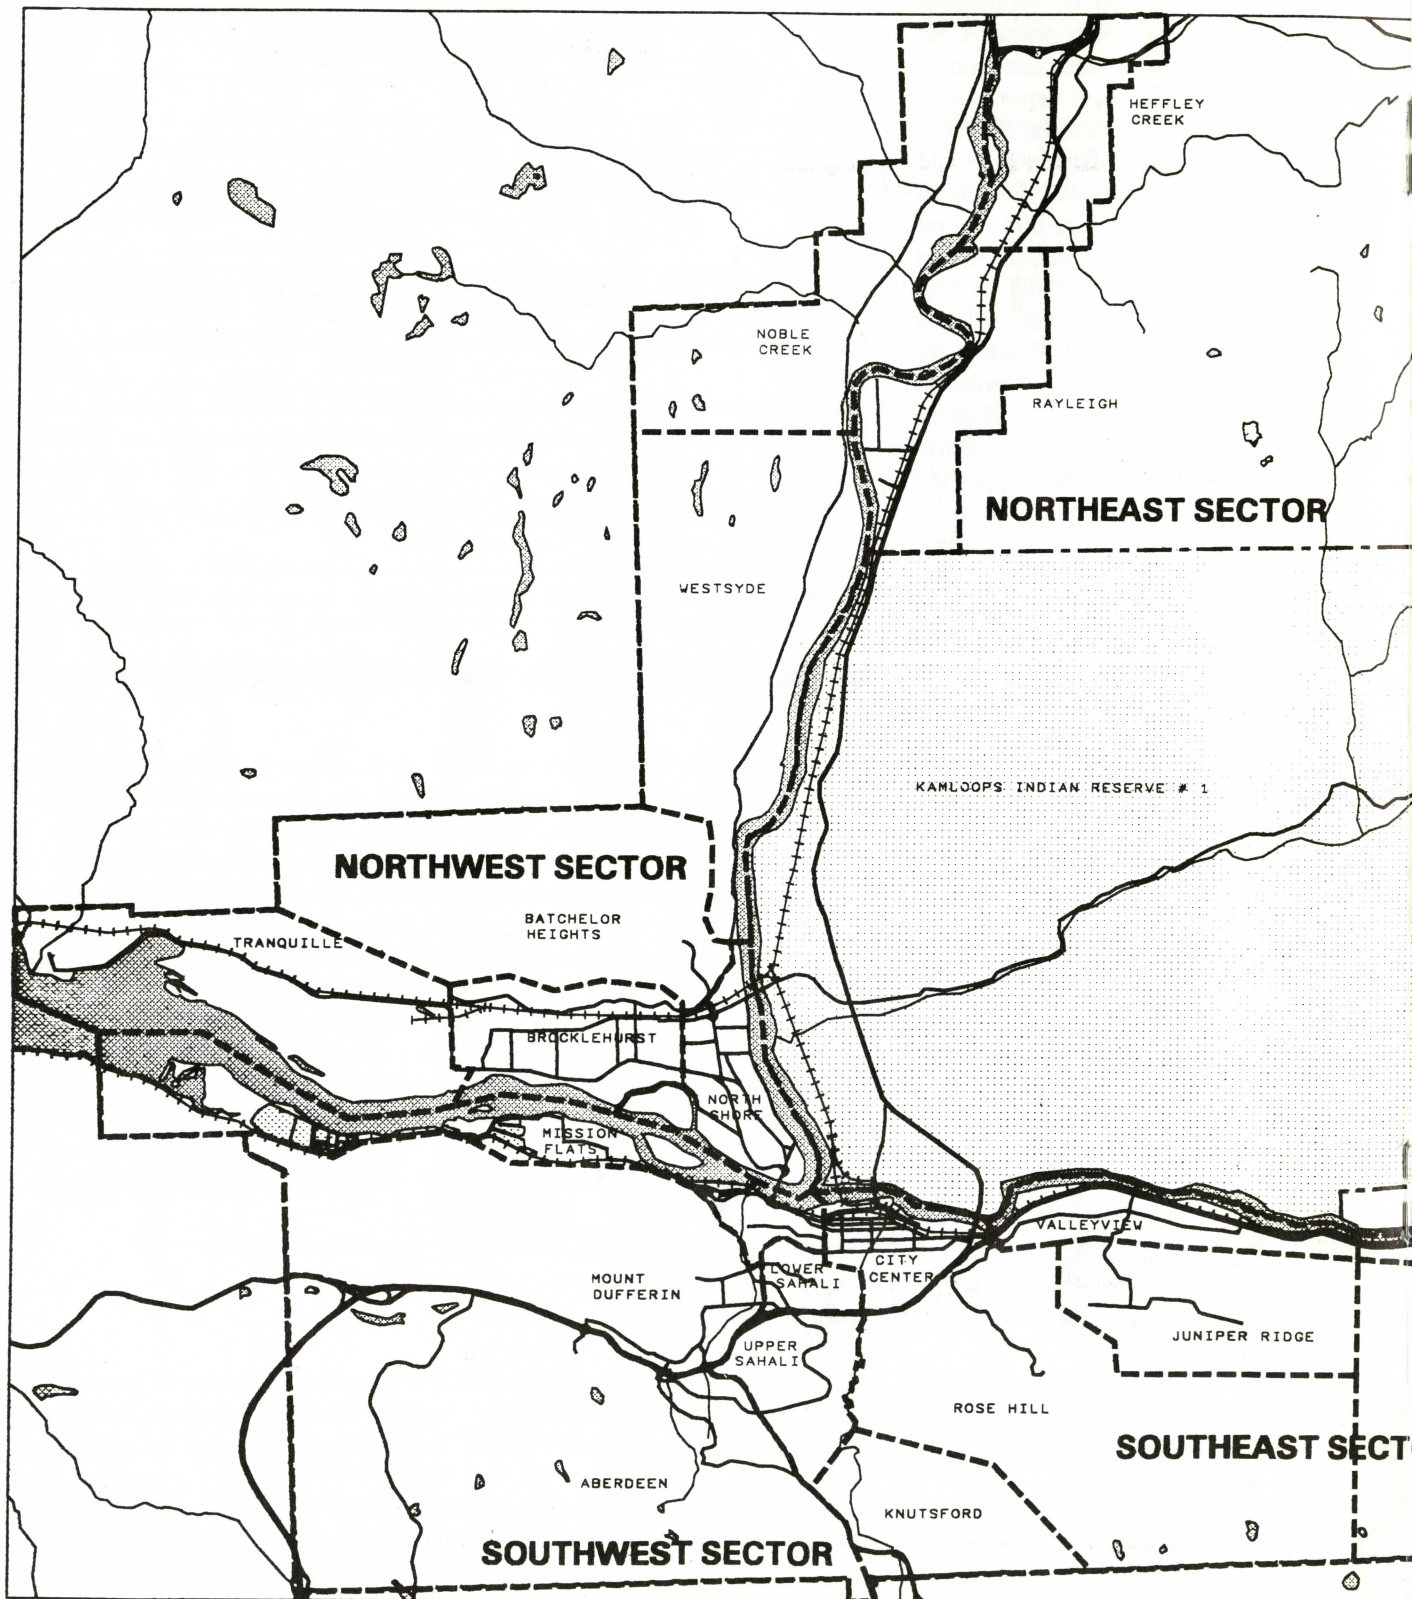 HEFFLEY
CREEK
NOBLE
CREEK
RAYLEIGH
NORTHEAST SECTOR
WESTSYDE
KAMLOOPS INDIAN RESERVE # 1
NORTHWEST SECTOR
BATCHELOR
HEIGHTS
TRANQUILLE
BROCKLEHURST
NORTH
SHORE
MISSION
FLATS
VALLEYVIEW
CITY
CENTER
LOWER
SAHALI
MOUNT
DUFFERIN
JUNIPER RIDGE
UPPER
SAHALI
ROSE HILL
SOUTHEAST SECT
ABERDEEN
KNUTSFORD
SOUTHWEST SECTOR